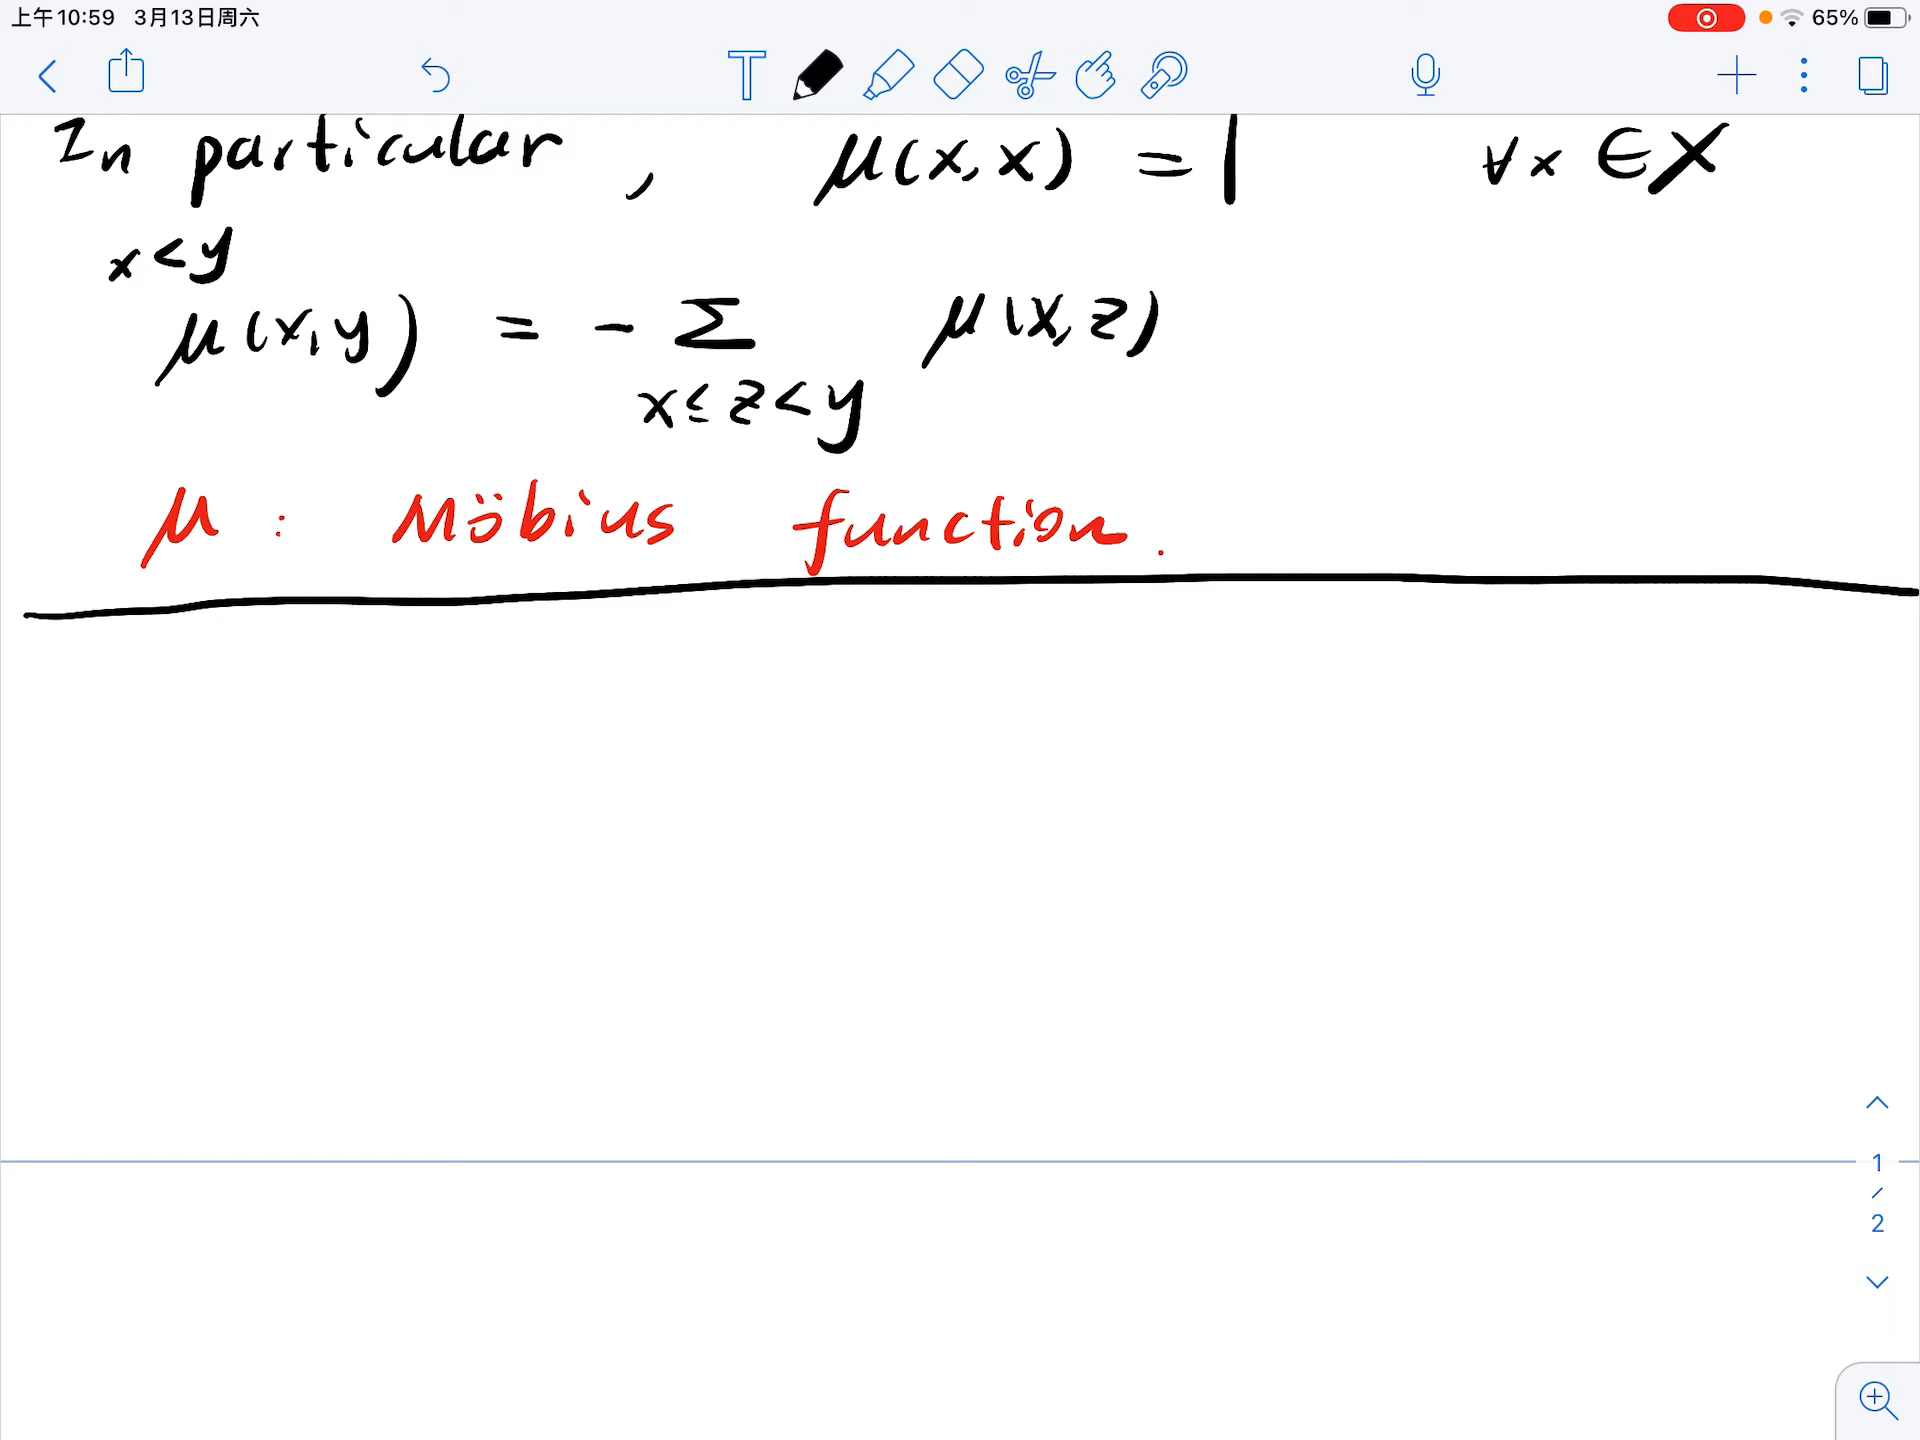 上午10:59 3月13日周六 65%
T
In particular, μ(x,x) = 1 ∀x ∈ X
x<y
μ(x,y) = - Σ μ(x,z)
x≤z<y
μ : Möbius function.
1
/
2